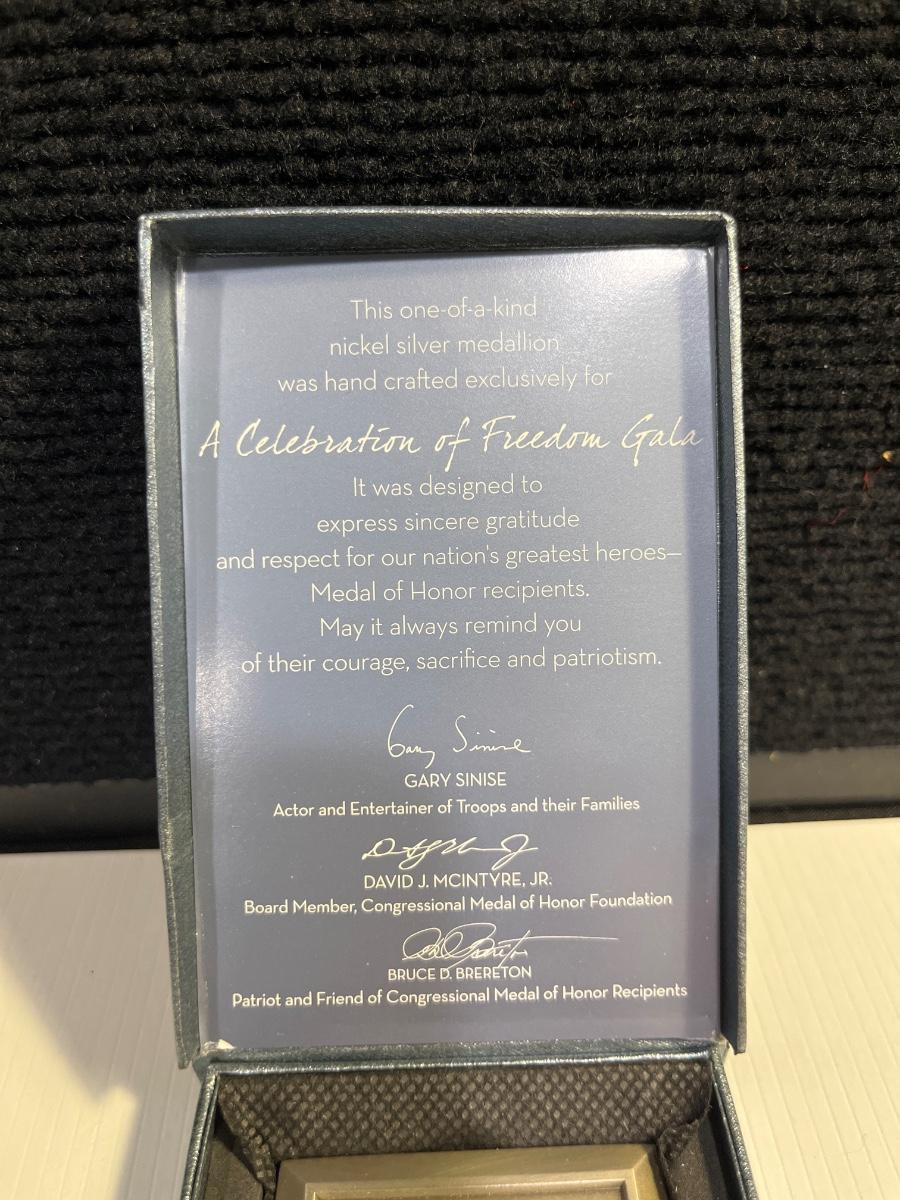 This one-of-a-kind
nickel silver medallion
was hand crafted exclusively for
A Celebration of Freedom Gala
It was designed to
express sincere gratitude
and respect for our nation's greatest heroes—
Medal of Honor recipients.
May it always remind you
of their courage, sacrifice and patriotism.
Gary Sinise
GARY SINISE
Actor and Entertainer of Troops and their Families
DAVID J. MCINTYRE, JR.
Board Member, Congressional Medal of Honor Foundation
BRUCE D. BRERETON
Patriot and Friend of Congressional Medal of Honor Recipients